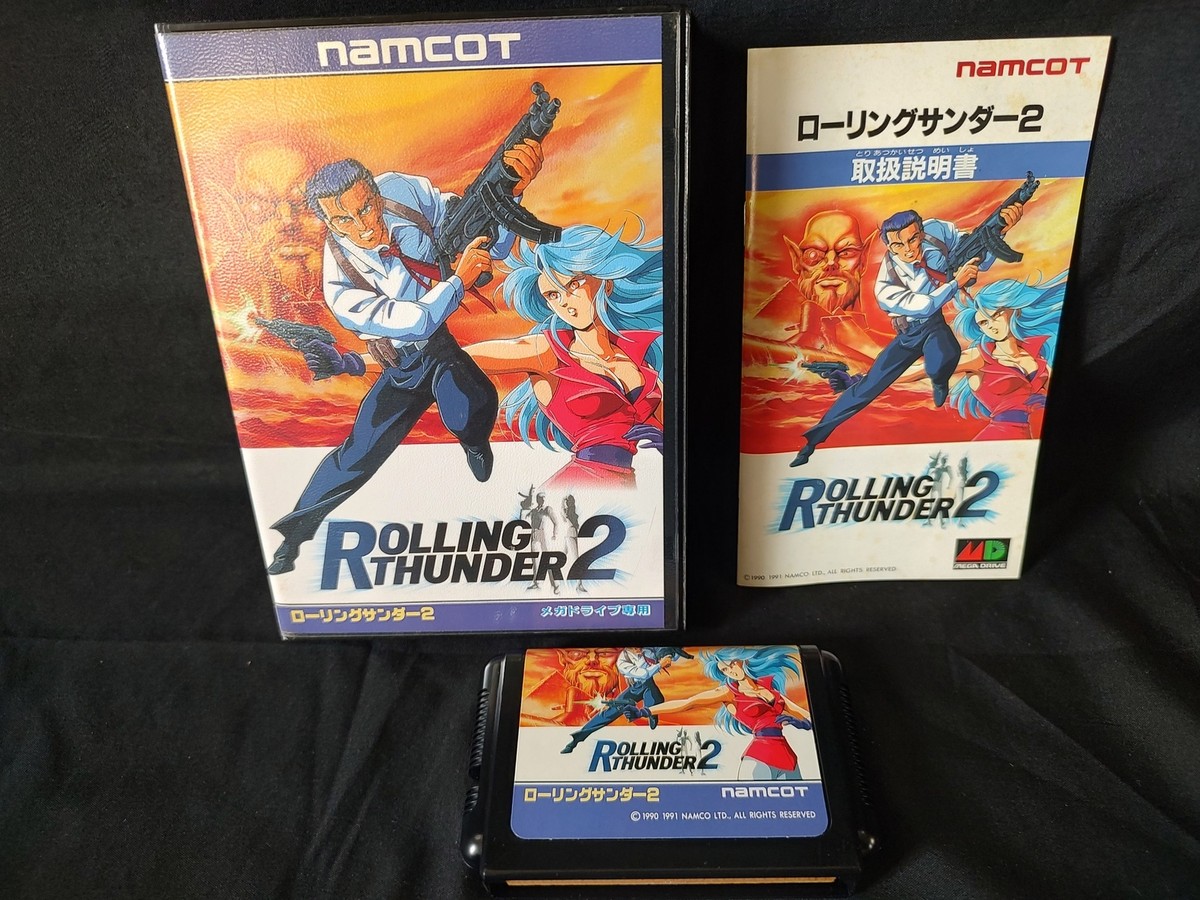 namcot
ROLLING
THUNDER 2
ローリングサンダー2
メガドライブ専用
namcot
ローリングサンダー2
とりあつかいせつ めいしょ
取扱説明書
ROLLING
THUNDER 2
MD
MEGA DRIVE
© 1990 1991 NAMCO LTD., ALL RIGHTS RESERVED
ROLLING
THUNDER 2
ローリングサンダー2
namcot
© 1990 1991 NAMCO LTD., ALL RIGHTS RESERVED